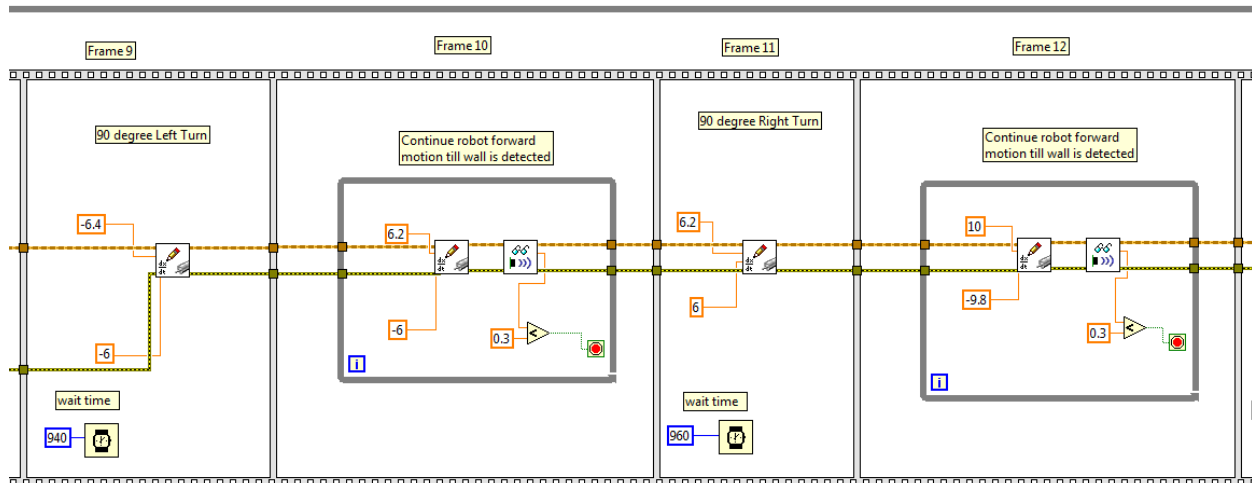 Frame 9
90 degree Left Turn
-6.4
-6
wait time
940
Frame 10
Continue robot forward
motion till wall is detected
6.2
-6
0.3
<
i
Frame 11
90 degree Right Turn
6.2
6
wait time
960
Frame 12
Continue robot forward
motion till wall is detected
10
-9.8
0.3
<
i